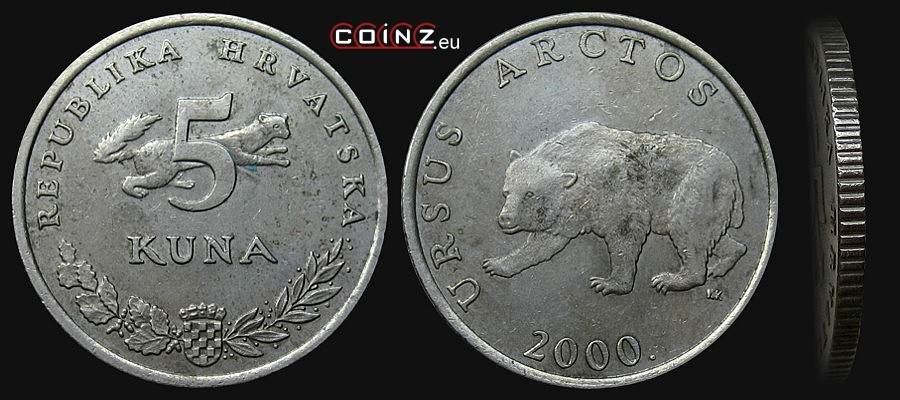 COINZ.eu
REPUBLIKA HRVATSKA
5
KUNA
URSUS ARCTOS
2000.